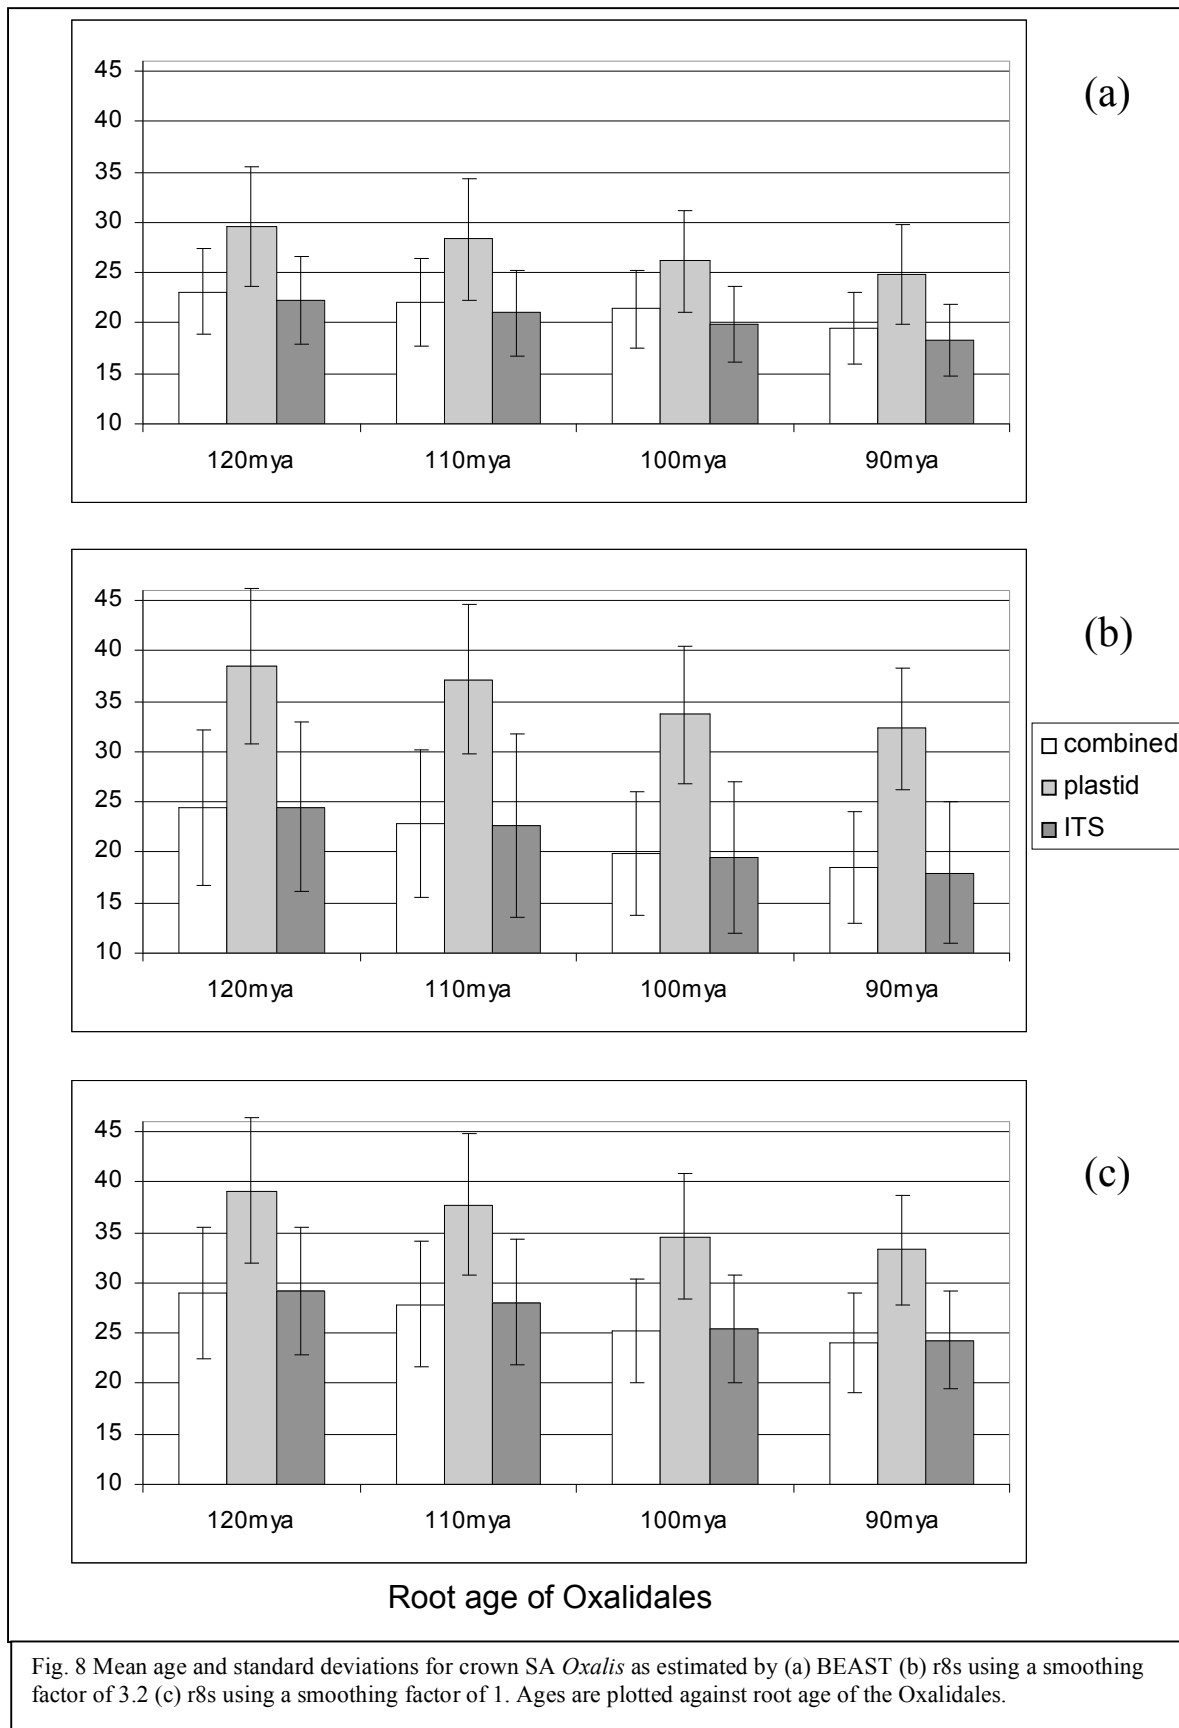 45
(a)
40
35
30
25
20
15
10
120mya 110mya 100mya 90mya
45
(b)
40
35
30
25
20
15
10
combined
plastid
ITS
120mya 110mya 100mya 90mya
45
(c)
40
35
30
25
20
15
10
120mya 110mya 100mya 90mya
Root age of Oxalidales
Fig. 8 Mean age and standard deviations for crown SA Oxalis as estimated by (a) BEAST (b) r8s using a smoothing
factor of 3.2 (c) r8s using a smoothing factor of 1. Ages are plotted against root age of the Oxalidales.